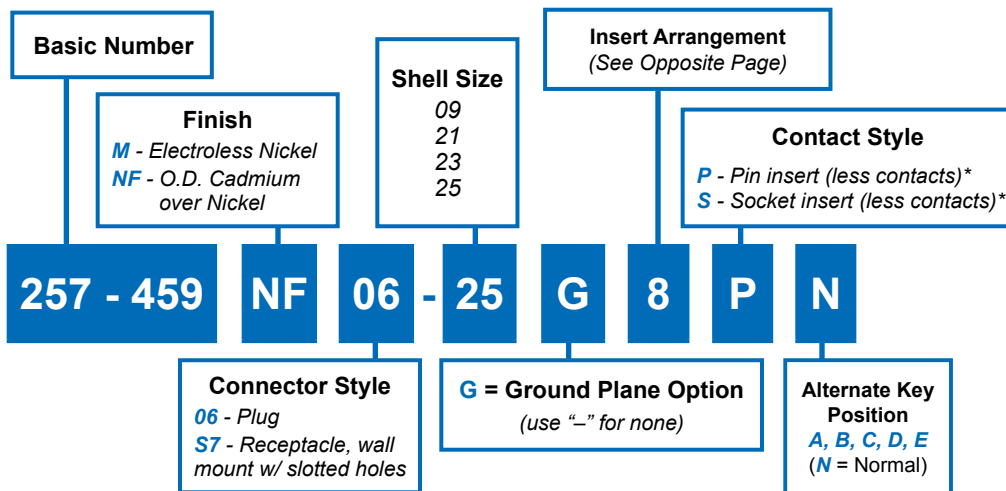 Basic Number
Finish
M - Electroless Nickel
NF - O.D. Cadmium
over Nickel
Shell Size
09
21
23
25
Insert Arrangement
(See Opposite Page)
Contact Style
P - Pin insert (less contacts)*
S - Socket insert (less contacts)*
257 - 459 NF 06 - 25 G 8 P N
Connector Style
06 - Plug
S7 - Receptacle, wall
mount w/ slotted holes
G = Ground Plane Option
(use “–” for none)
Alternate Key
Position
A, B, C, D, E
(N = Normal)